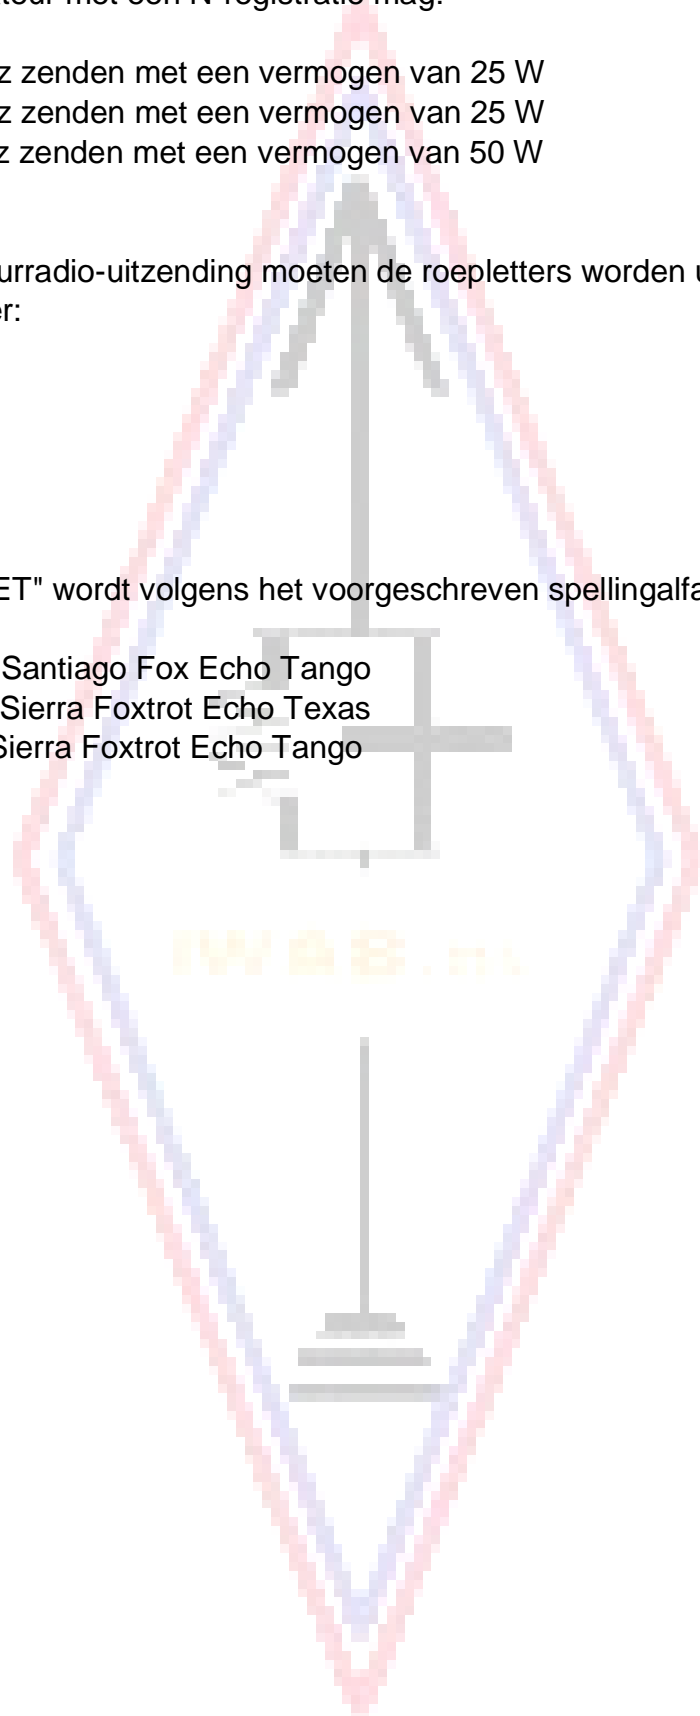 met een N registratie mag:
z zenden met een vermogen van 25 W
z zenden met een vermogen van 25 W
z zenden met een vermogen van 50 W
urradio-uitzending moeten de roepletters worden u
er:
ET" wordt volgens het voorgeschreven spellingalfa
Santiago Fox Echo Tango
Sierra Foxtrot Echo Texas
Sierra Foxtrot Echo Tango
IWAB.nl